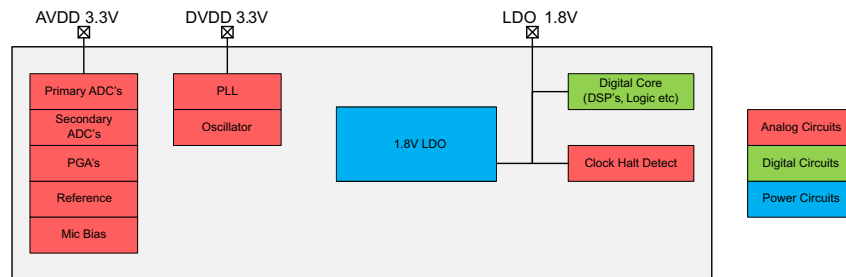 AVDD 3.3V
DVDD 3.3V
LDO 1.8V
Primary ADC's
Secondary
ADC's
PGA's
Reference
Mic Bias
PLL
Oscillator
1.8V LDO
Digital Core
(DSP's, Logic etc)
Clock Halt Detect
Analog Circuits
Digital Circuits
Power Circuits